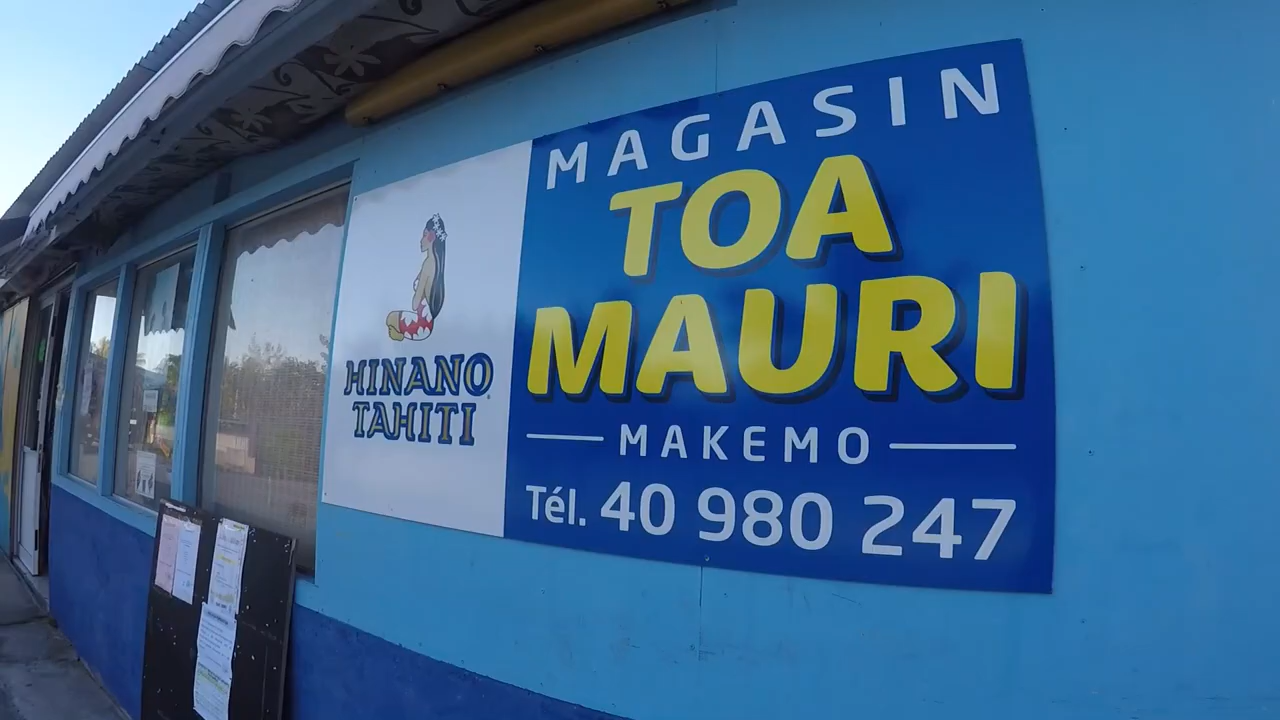 HINANO
TAHITI
MAGASIN
TOA
MAURI
MAKEMO
Tél. 40 980 247